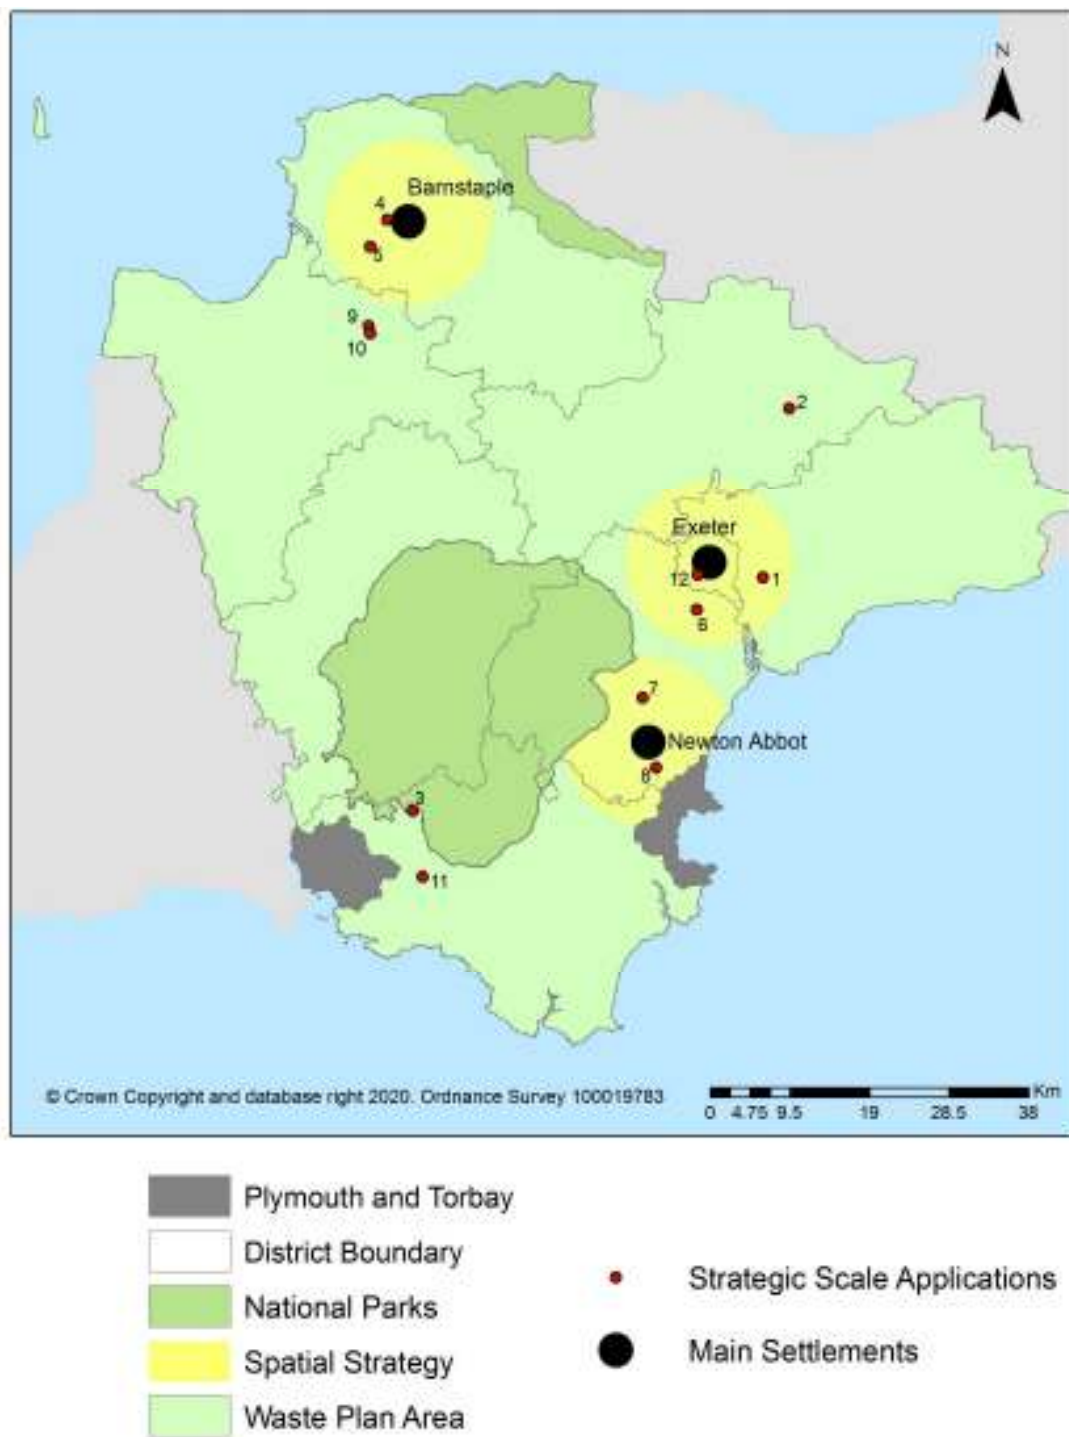 N
Barnstaple
4
5
9
10
2
Exeter
12
1
6
7
Newton Abbot
8
3
11
© Crown Copyright and database right 2020. Ordnance Survey 100019783
Km
0 4.75 9.5 19 28.5 38
Plymouth and Torbay
District Boundary
National Parks
Spatial Strategy
Waste Plan Area
Strategic Scale Applications
Main Settlements